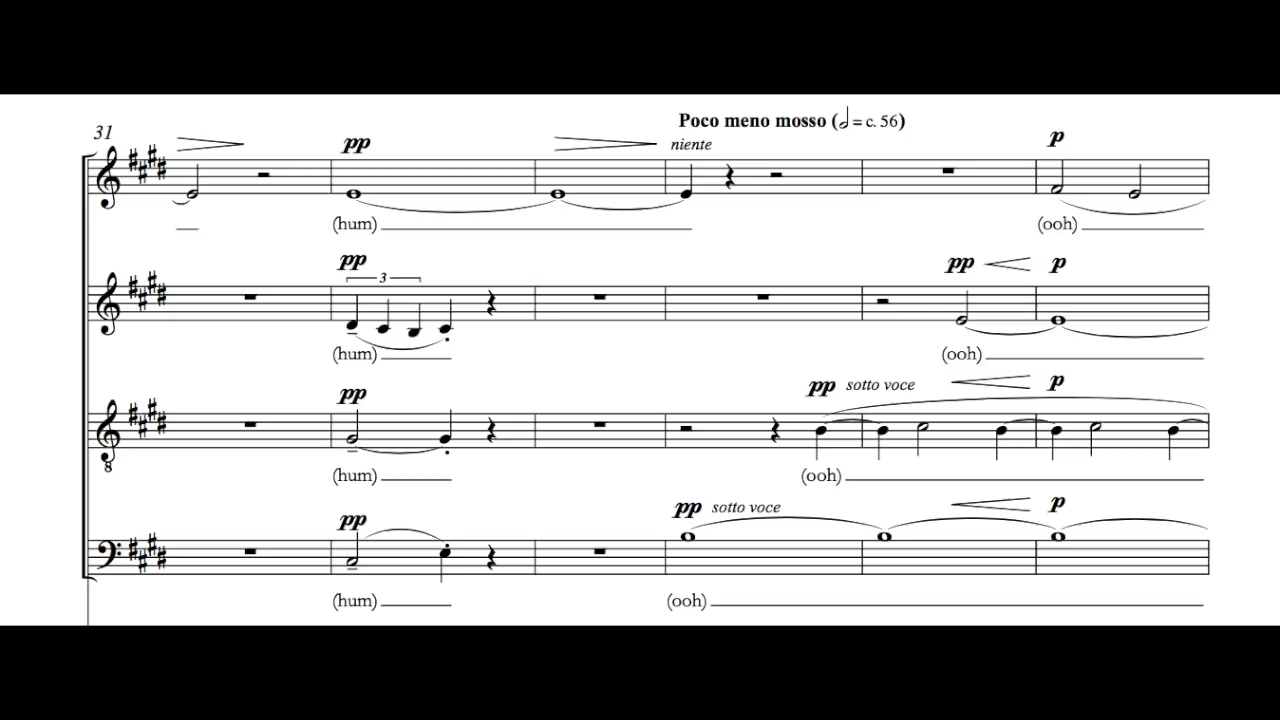 Poco meno mosso (𝅗𝅥 = c. 56)
31
pp niente p
(hum) (ooh)
pp pp p
3
(hum) (ooh)
pp pp sotto voce p
8
(hum) (ooh)
pp pp sotto voce p
(hum) (ooh)